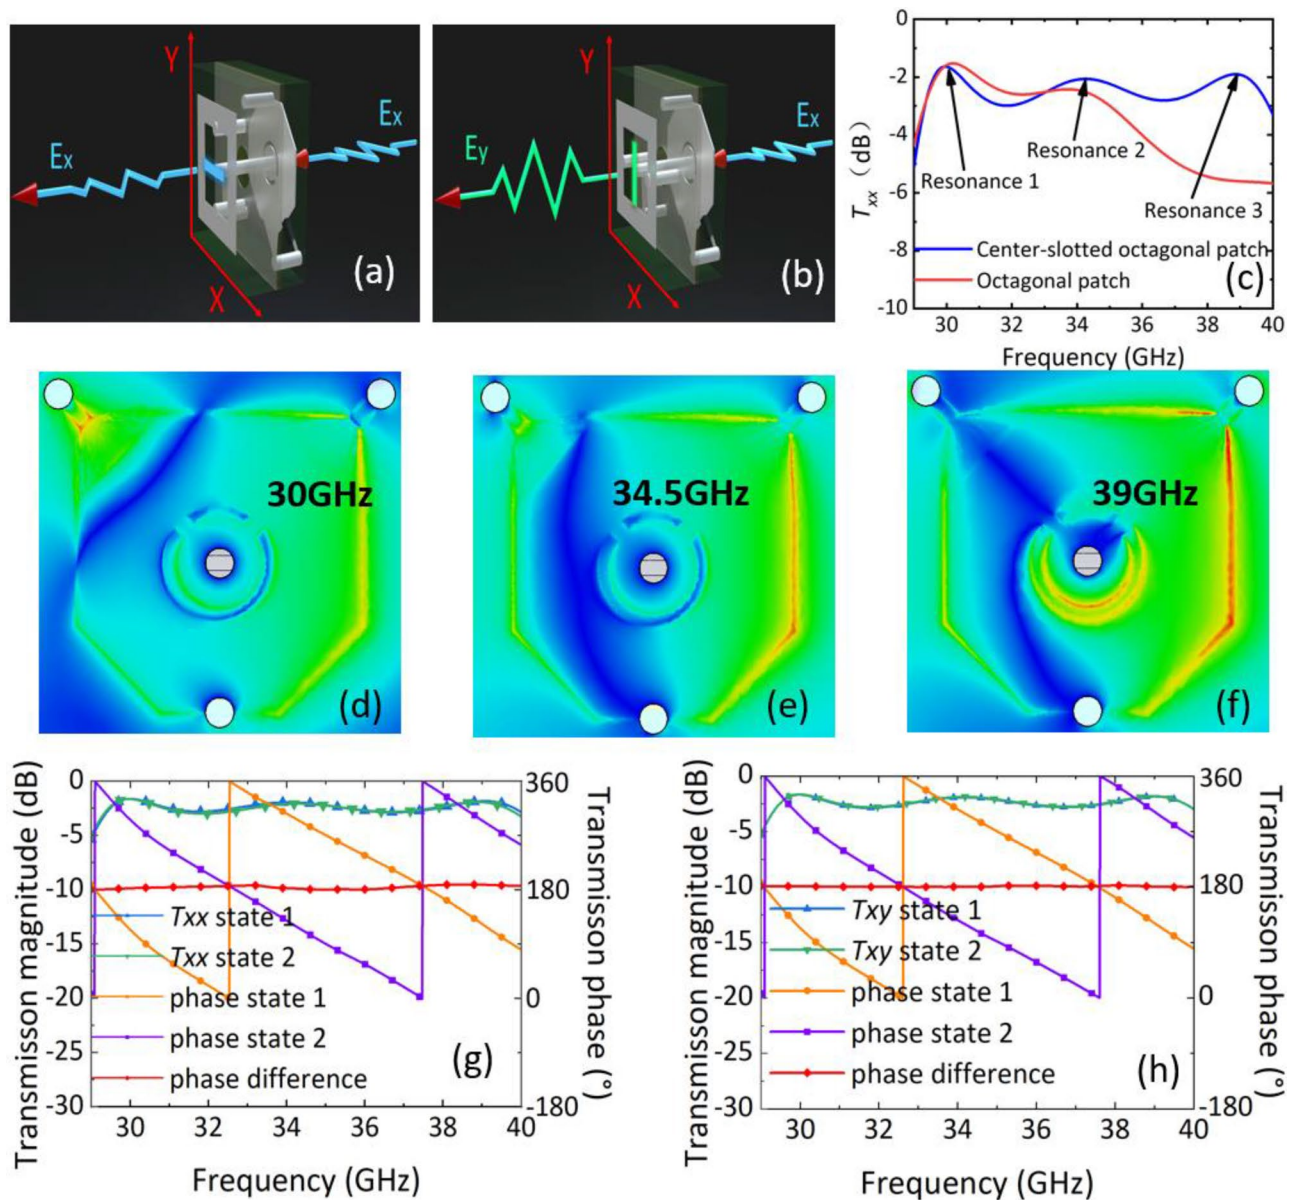 Y
Ex
Ex
X
(a)
Y
Ey
Ex
X
(b)
0
-2
-4
-6
-8
-10
Txx (dB)
Resonance 1
Resonance 2
Resonance 3
Center-slotted octagonal patch
Octagonal patch
(c)
30 32 34 36 38 40
Frequency (GHz)
30GHz
(d)
34.5GHz
(e)
39GHz
(f)
Transmisson magnitude (dB)
0
-5
-10
-15
-20
-25
-30
Txx state 1
Txx state 2
phase state 1
phase state 2
phase difference
(g)
360
180
0
-180
Transmisson phase (°)
30 32 34 36 38 40
Frequency (GHz)
Transmisson magnitude (dB)
0
-5
-10
-15
-20
-25
-30
Txy state 1
Txy state 2
phase state 1
phase state 2
phase difference
(h)
360
180
0
-180
Transmisson phase (°)
30 32 34 36 38 40
Frequency (GHz)